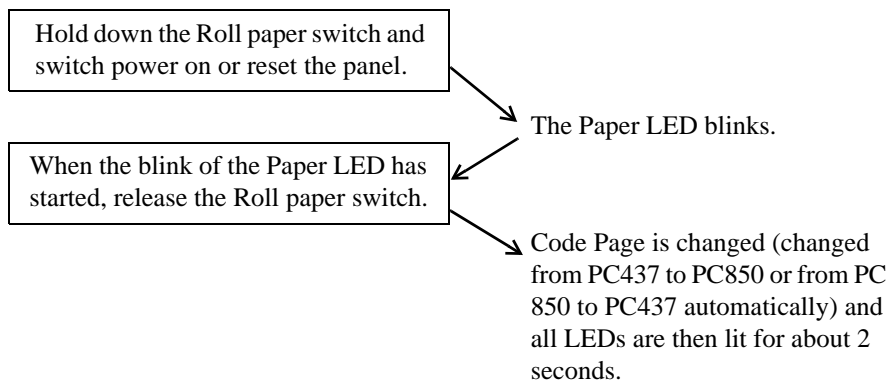 Hold down the Roll paper switch and
switch power on or reset the panel.
The Paper LED blinks.
When the blink of the Paper LED has
started, release the Roll paper switch.
Code Page is changed (changed
from PC437 to PC850 or from PC
850 to PC437 automatically) and
all LEDs are then lit for about 2
seconds.